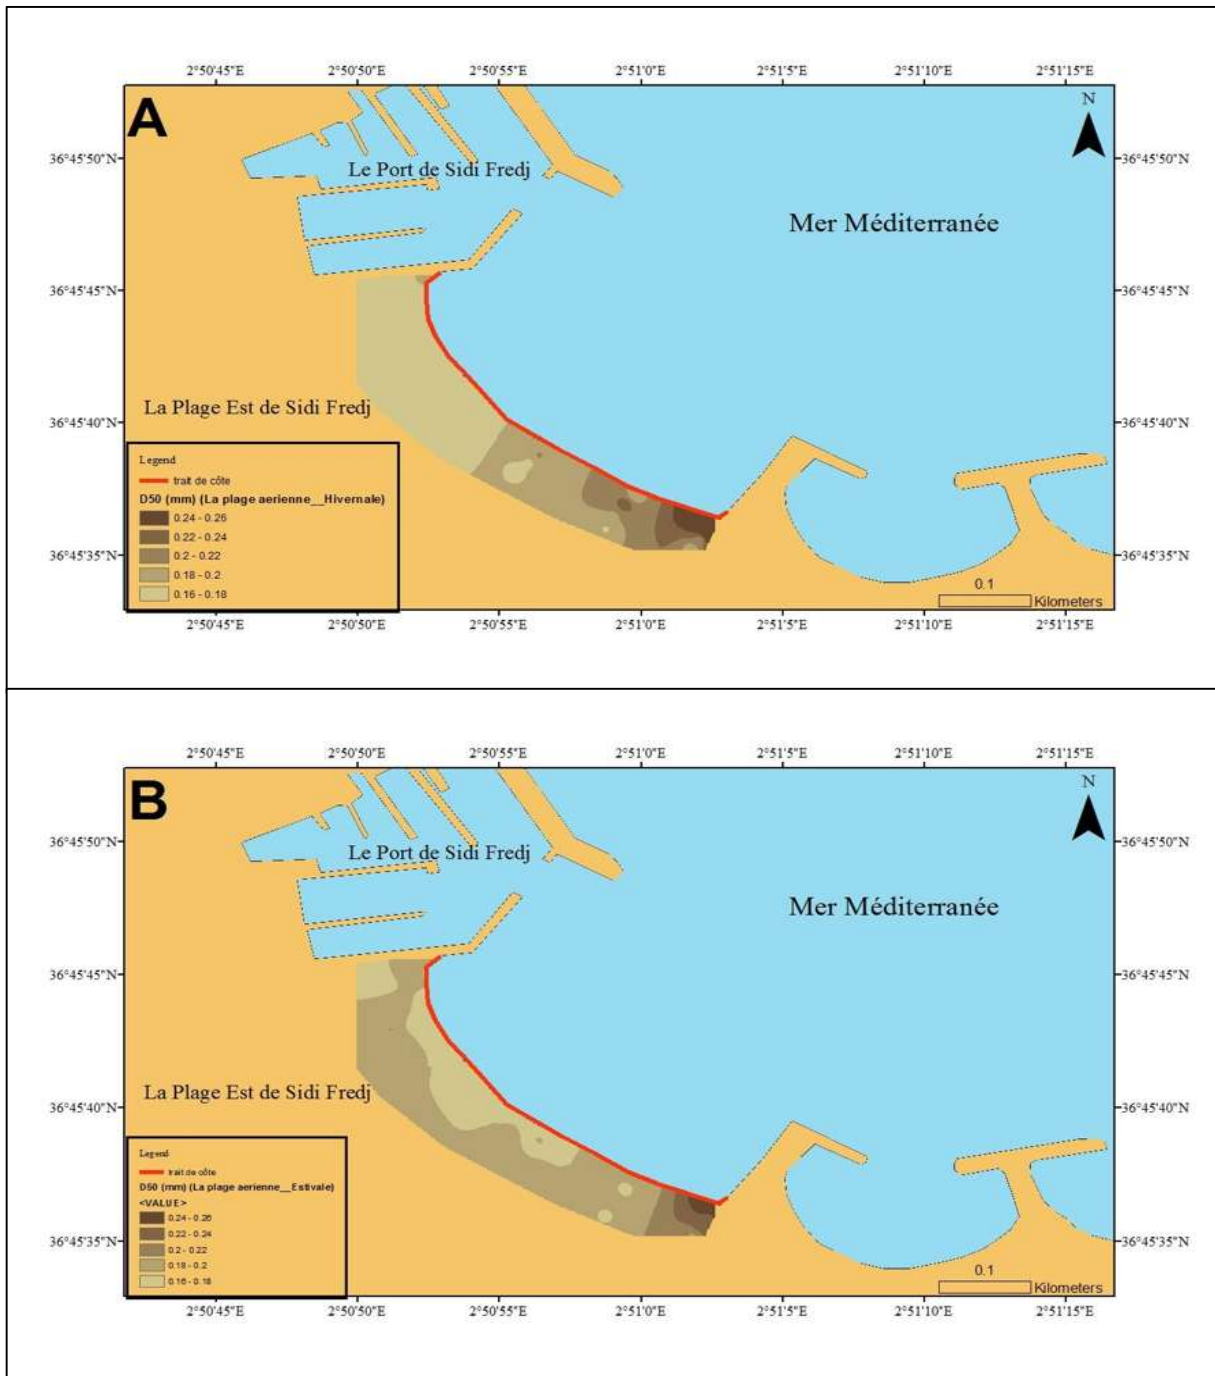 2°50'45"E 2°50'50"E 2°50'55"E 2°51'0"E 2°51'5"E 2°51'10"E 2°51'15"E
A
N
36°45'50"N 36°45'50"N
Le Port de Sidi Fredj
Mer Méditerranée
36°45'45"N 36°45'45"N
La Plage Est de Sidi Fredj
36°45'40"N 36°45'40"N
Legend
trait de côte
D50 (mm) (La plage aerienne__Hivernale)
0.24 - 0.26
0.22 - 0.24
0.2 - 0.22
0.18 - 0.2
0.16 - 0.18
36°45'35"N 36°45'35"N
0.1
Kilometers
2°50'45"E 2°50'50"E 2°50'55"E 2°51'0"E 2°51'5"E 2°51'10"E 2°51'15"E
2°50'45"E 2°50'50"E 2°50'55"E 2°51'0"E 2°51'5"E 2°51'10"E 2°51'15"E
B
N
36°45'50"N 36°45'50"N
Le Port de Sidi Fredj
Mer Méditerranée
36°45'45"N 36°45'45"N
La Plage Est de Sidi Fredj
36°45'40"N 36°45'40"N
Legend
trait de côte
D50 (mm) (La plage aerienne__Estivale)
<VALUE>
0.24 - 0.26
0.22 - 0.24
0.2 - 0.22
0.18 - 0.2
0.16 - 0.18
36°45'35"N 36°45'35"N
0.1
Kilometers
2°50'45"E 2°50'50"E 2°50'55"E 2°51'0"E 2°51'5"E 2°51'10"E 2°51'15"E